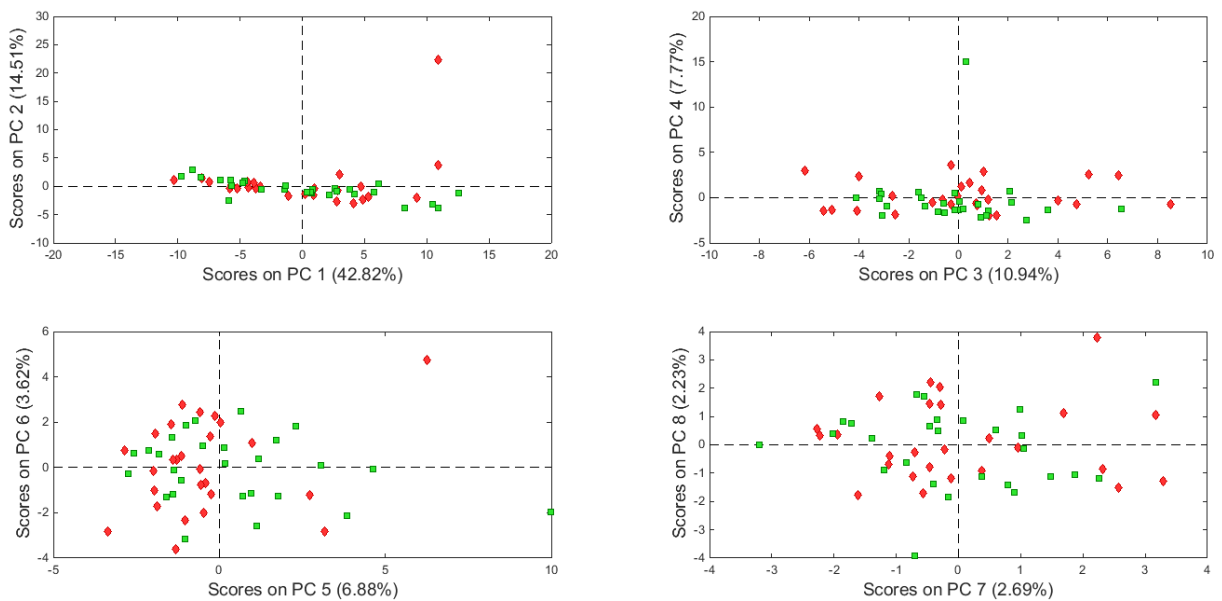 30
25
20
15
10
5
0
-5
-10
Scores on PC 2 (14.51%)
-20 -15 -10 -5 0 5 10 15 20
Scores on PC 1 (42.82%)
20
15
10
5
0
-5
Scores on PC 4 (7.77%)
-10 -8 -6 -4 -2 0 2 4 6 8 10
Scores on PC 3 (10.94%)
6
4
2
0
-2
-4
Scores on PC 6 (3.62%)
-5 0 5 10
Scores on PC 5 (6.88%)
4
3
2
1
0
-1
-2
-3
-4
Scores on PC 8 (2.23%)
-4 -3 -2 -1 0 1 2 3 4
Scores on PC 7 (2.69%)